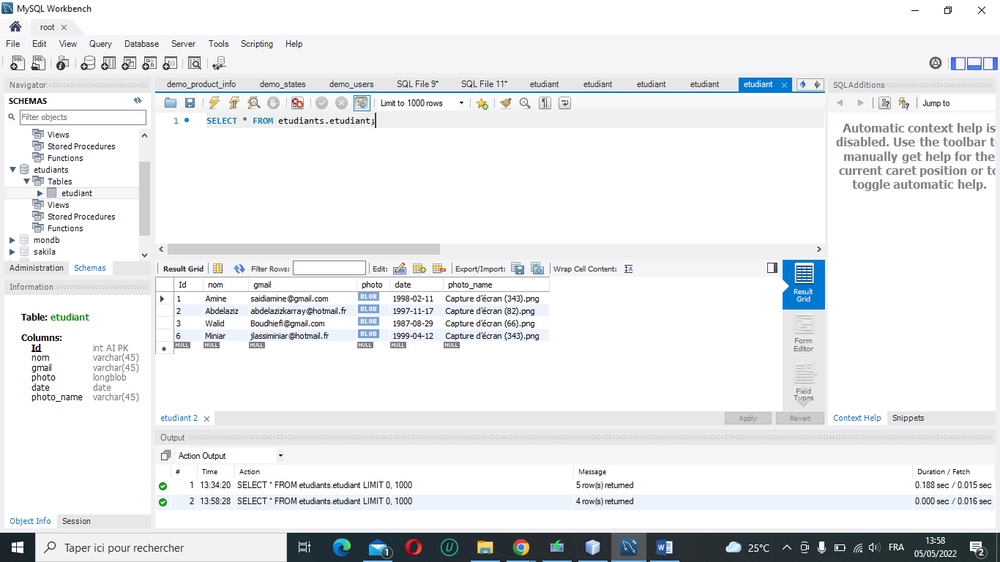 MySQL Workbench
root
File Edit View Query Database Server Tools Scripting Help
Navigator
SCHEMAS
Filter objects
Views
Stored Procedures
Functions
etudiants
Tables
etudiant
Views
Stored Procedures
Functions
mondb
sakila
Administration Schemas
Information
Table: etudiant
Columns:
Id int AI PK
nom varchar(45)
gmail varchar(45)
photo longblob
date date
photo_name varchar(45)
Object Info Session
demo_product_info demo_states demo_users SQL File 9* SQL File 11* etudiant etudiant etudiant etudiant etudiant
Limit to 1000 rows
1 SELECT * FROM etudiants.etudiant;
Result Grid Filter Rows: Edit: Export/Import: Wrap Cell Content:
Id nom gmail photo date photo_name
1 Amine saidiamine@gmail.com BLOB 1998-02-11 Capture d'écran (343).png
2 Abdelaziz abdelazizkarray@hotmail.fr BLOB 1997-11-17 Capture d'écran (82).png
3 Walid Boudhiefi@gmail.com BLOB 1987-08-29 Capture d'écran (66).png
6 Miniar jlassiminiar@hotmail.fr BLOB 1999-04-12 Capture d'écran (343).png
NULL NULL NULL NULL NULL NULL
Result
Grid
Form
Editor
Field
Types
etudiant 2
Apply Revert
SQLAdditions
Jump to
Automatic context help is
disabled. Use the toolbar to
manually get help for the
current caret position or to
toggle automatic help.
Context Help Snippets
Output
Action Output
# Time Action Message Duration / Fetch
1 13:34:20 SELECT * FROM etudiants.etudiant LIMIT 0, 1000 5 row(s) returned 0.188 sec / 0.015 sec
2 13:58:28 SELECT * FROM etudiants.etudiant LIMIT 0, 1000 4 row(s) returned 0.000 sec / 0.016 sec
Taper ici pour rechercher
1
25°C
FRA
13:58
05/05/2022
2